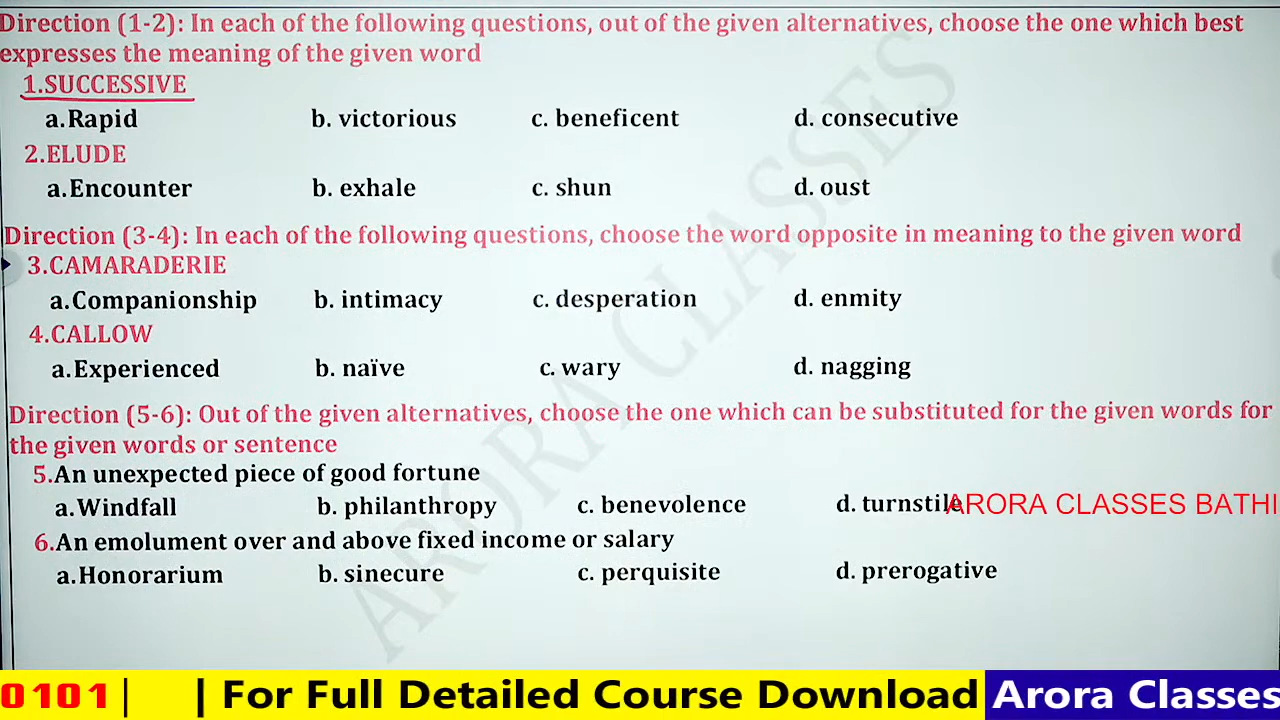 Direction (1-2): In each of the following questions, out of the given alternatives, choose the one which best
expresses the meaning of the given word
1.SUCCESSIVE
a.Rapid b. victorious c. beneficent d. consecutive
2.ELUDE
a.Encounter b. exhale c. shun d. oust
Direction (3-4): In each of the following questions, choose the word opposite in meaning to the given word
3.CAMARADERIE
a.Companionship b. intimacy c. desperation d. enmity
4.CALLOW
a.Experienced b. naïve c. wary d. nagging
Direction (5-6): Out of the given alternatives, choose the one which can be substituted for the given words for
the given words or sentence
5.An unexpected piece of good fortune
a.Windfall b. philanthropy c. benevolence d. turnstile
ARORA CLASSES BATHI
6.An emolument over and above fixed income or salary
a.Honorarium b. sinecure c. perquisite d. prerogative
ARORA CLASSES
0101 | | For Full Detailed Course Download Arora Classes